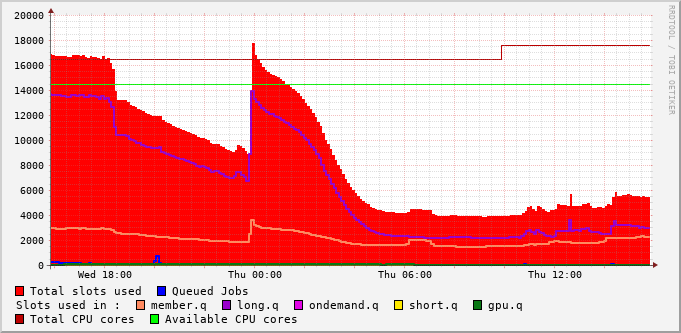 20000
18000
16000
14000
12000
10000
8000
6000
4000
2000
0
Wed 18:00 Thu 00:00 Thu 06:00 Thu 12:00
RRDTOOL / TOBI OETIKER
Total slots used Queued Jobs
Slots used in : member.q long.q ondemand.q short.q gpu.q
Total CPU cores Available CPU cores